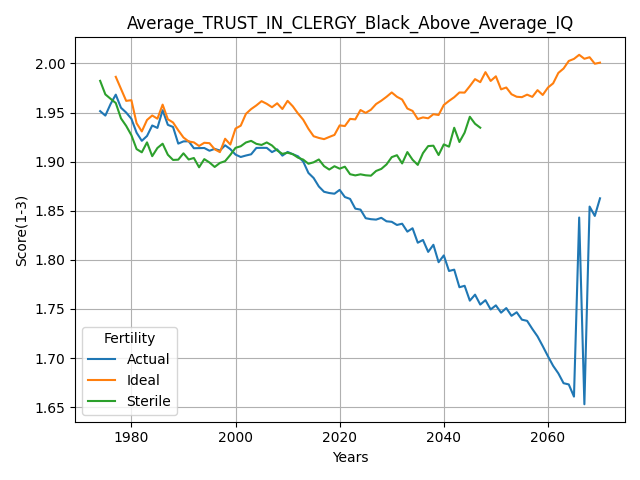 Average_TRUST_IN_CLERGY_Black_Above_Average_IQ
Score(1-3)
2.00
1.95
1.90
1.85
1.80
1.75
1.70
1.65
Fertility
Actual
Ideal
Sterile
1980 2000 2020 2040 2060
Years